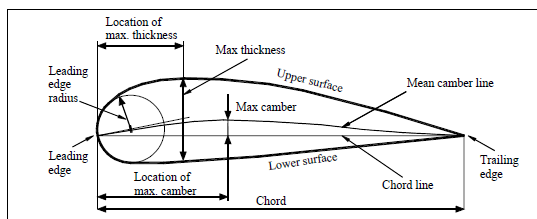 Location of
max. thickness
Max thickness
Leading
edge
radius
Upper surface
Mean camber line
Max camber
Leading
edge
Lower surface
Trailing
edge
Location of
max. camber
Chord line
Chord